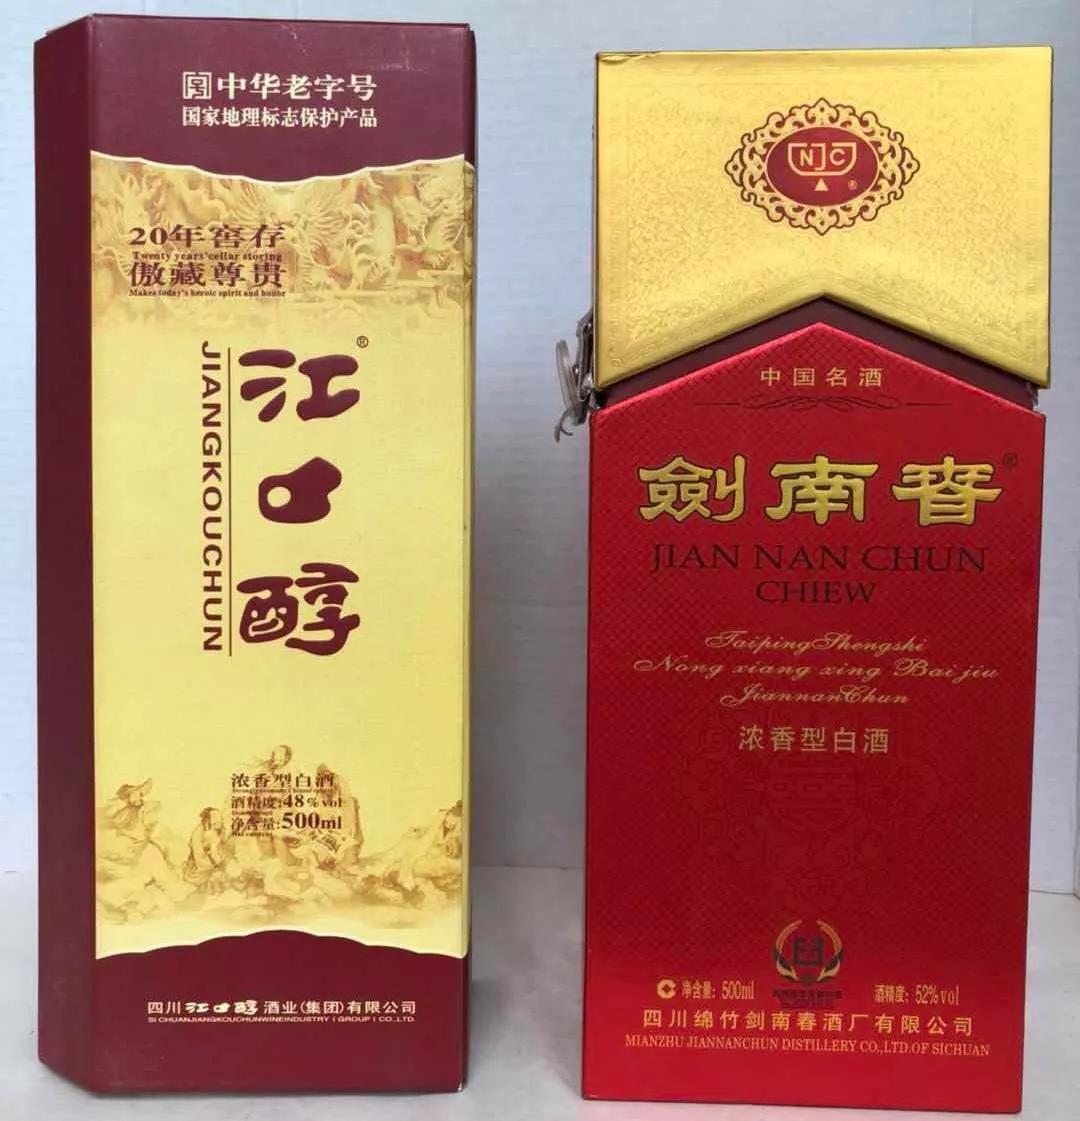 中华老字号
国家地理标志保护产品
20年窖存
Twenty years'cellar storing
傲藏尊贵
Makes today's heroic spirit and honor
江口醇®
JIANGKOUCHUN
浓香型白酒
酒精度:48%vol
净含量:500ml
四川江口醇酒业(集团)有限公司
SI CHUANJIANGKOUCHUNWINEINDUSTRY ( GROUP ) CO.,LTD.
NJC
®
中国名酒
劍南春®
JIAN NAN CHUN
CHIEW
TaipingShengshi
Nong xiang xing Bai jiu
JiannanChun
浓香型白酒
净含量: 500ml
酒精度: 52%vol
四川绵竹剑南春酒厂有限公司
MIANZHU JIANNANCHUN DISTILLERY CO.,LTD.OF SICHUAN